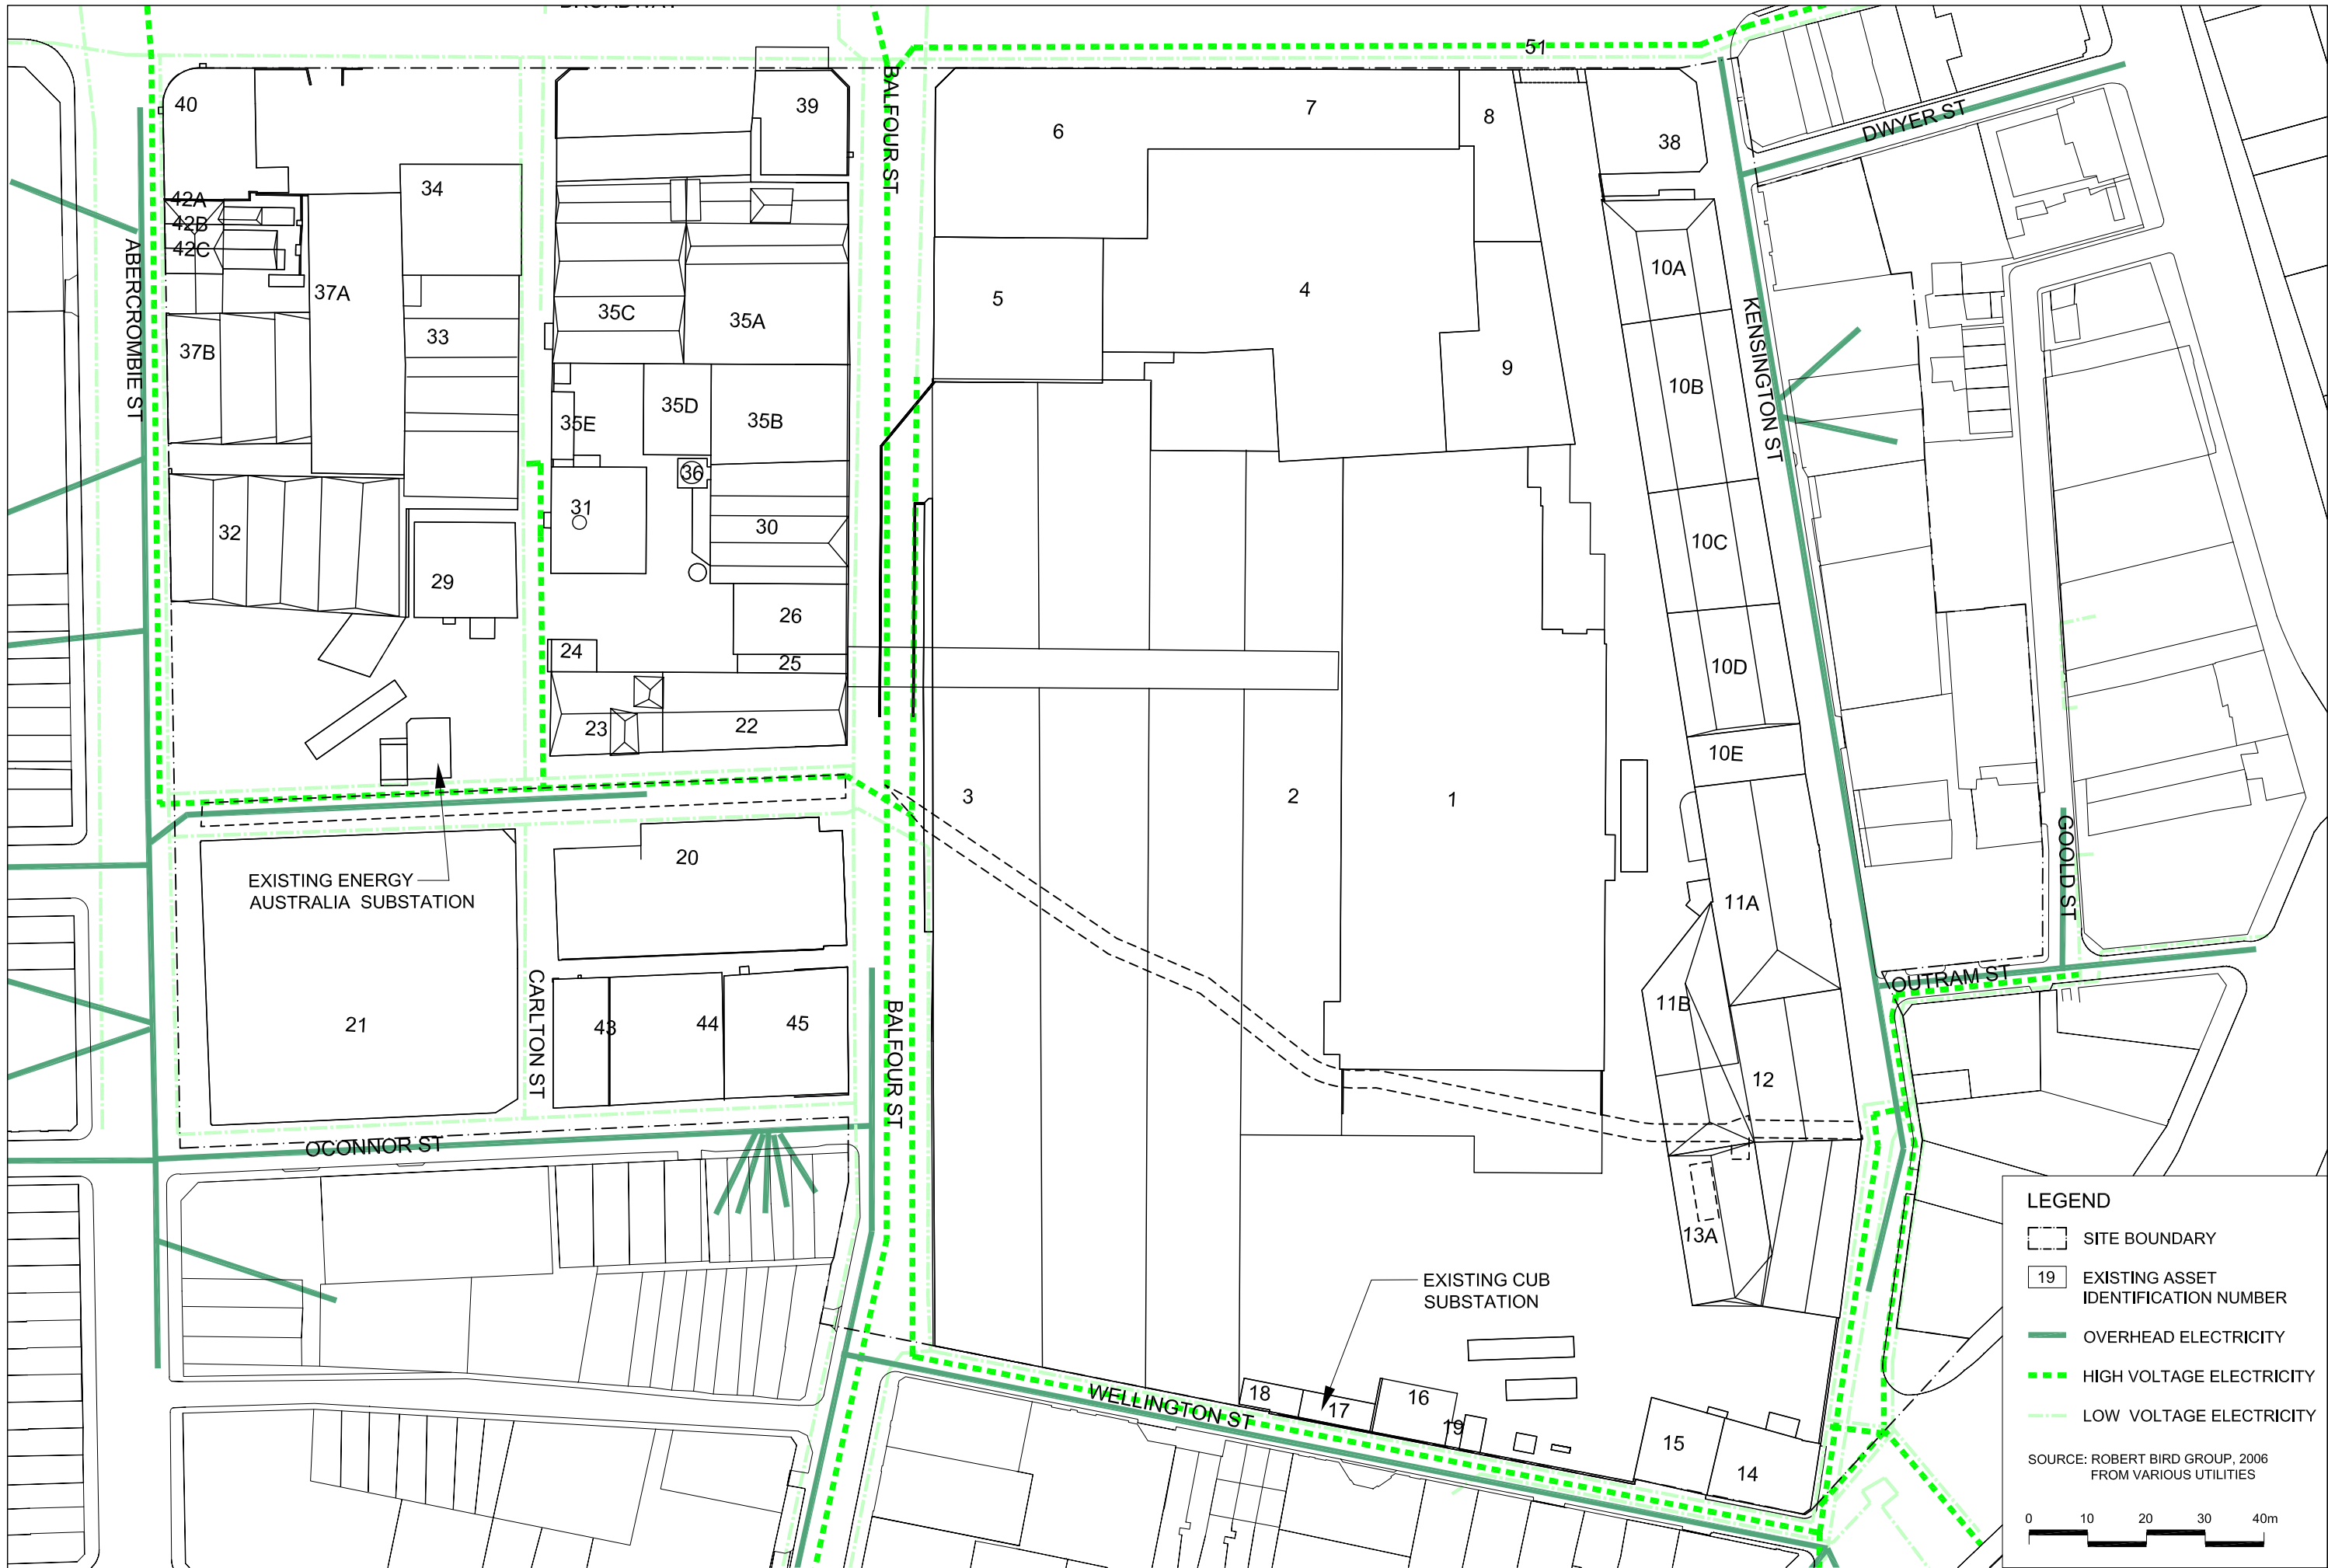 BROADWAY
51
40
39
7
6
8
38
DWYER ST
BALFOUR ST
34
42A
42B
42C
ABERCROMBIE ST
37A
5
4
10A
KENSINGTON ST
35C
35A
33
37B
9
10B
35D
35E
35B
36
31
30
32
10C
29
26
24
25
10D
23
22
10E
3
2
1
20
GOOLD ST
EXISTING ENERGY
AUSTRALIA SUBSTATION
11A
CARLTON ST
OUTRAM ST
21
43
44
45
BALFOUR ST
11B
12
OCONNOR ST
13A
EXISTING CUB
SUBSTATION
18
17
16
19
WELLINGTON ST
15
14
LEGEND
SITE BOUNDARY
19
EXISTING ASSET
IDENTIFICATION NUMBER
OVERHEAD ELECTRICITY
HIGH VOLTAGE ELECTRICITY
LOW VOLTAGE ELECTRICITY
SOURCE: ROBERT BIRD GROUP, 2006
FROM VARIOUS UTILITIES
0 10 20 30 40m